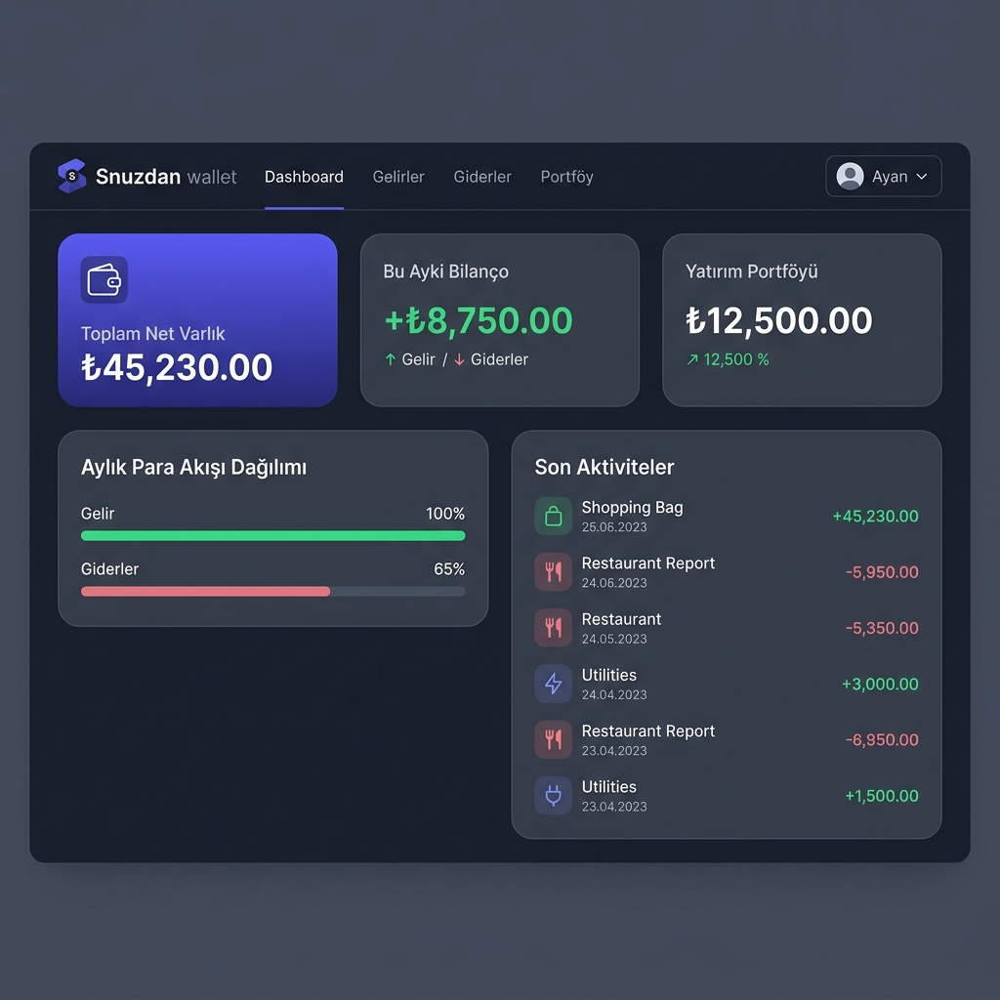 S
Snuzdan wallet Dashboard Gelirler Giderler Portföy Ayan
Toplam Net Varlık
₺45,230.00
Bu Ayki Bilanço
+₺8,750.00
↑ Gelir / ↓ Giderler
Yatırım Portföyü
₺12,500.00
↗ 12,500 %
Aylık Para Akışı Dağılımı
Gelir 100%
Giderler 65%
Son Aktiviteler
Shopping Bag +45,230.00
25.06.2023
Restaurant Report -5,950.00
24.06.2023
Restaurant -5,350.00
24.05.2023
Utilities +3,000.00
24.04.2023
Restaurant Report -6,950.00
23.04.2023
Utilities +1,500.00
23.04.2023